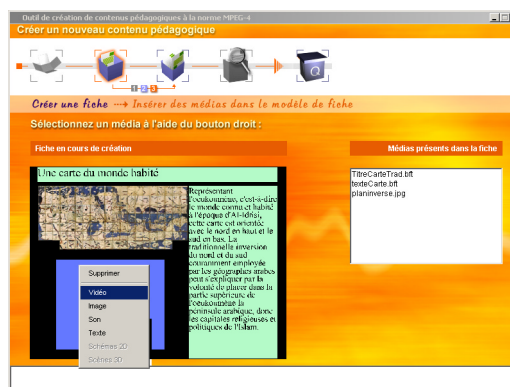 Outil de création de contenus pédagogiques à la norme MPEG-4
Créer un nouveau contenu pédagogique
1 2 3
Q
Créer une fiche ---> Insérer des médias dans le modèle de fiche
Sélectionnez un média à l'aide du bouton droit :
Fiche en cours de création
Médias présents dans la fiche
Une carte du monde habité
Représentant
l'oekoumène, c'est-à-dire
le monde connu et habité
à l'époque d'Al-Idrîsî,
cette carte est orientée
avec le nord en haut et le
sud en bas. La
traditionnelle inversion
du nord et du sud
couramment employée
par les géographes arabes
peut s'expliquer par la
volonté de placer dans la
partie supérieure de
l'oekoumène la
péninsule arabique, donc
les capitales religieuses et
politiques de l'Islam.
TitreCarteTrad.bft
texteCarte.bft
planinverse.jpg
Supprimer
Vidéo
Image
Son
Texte
Schémas 2D
Scènes 3D